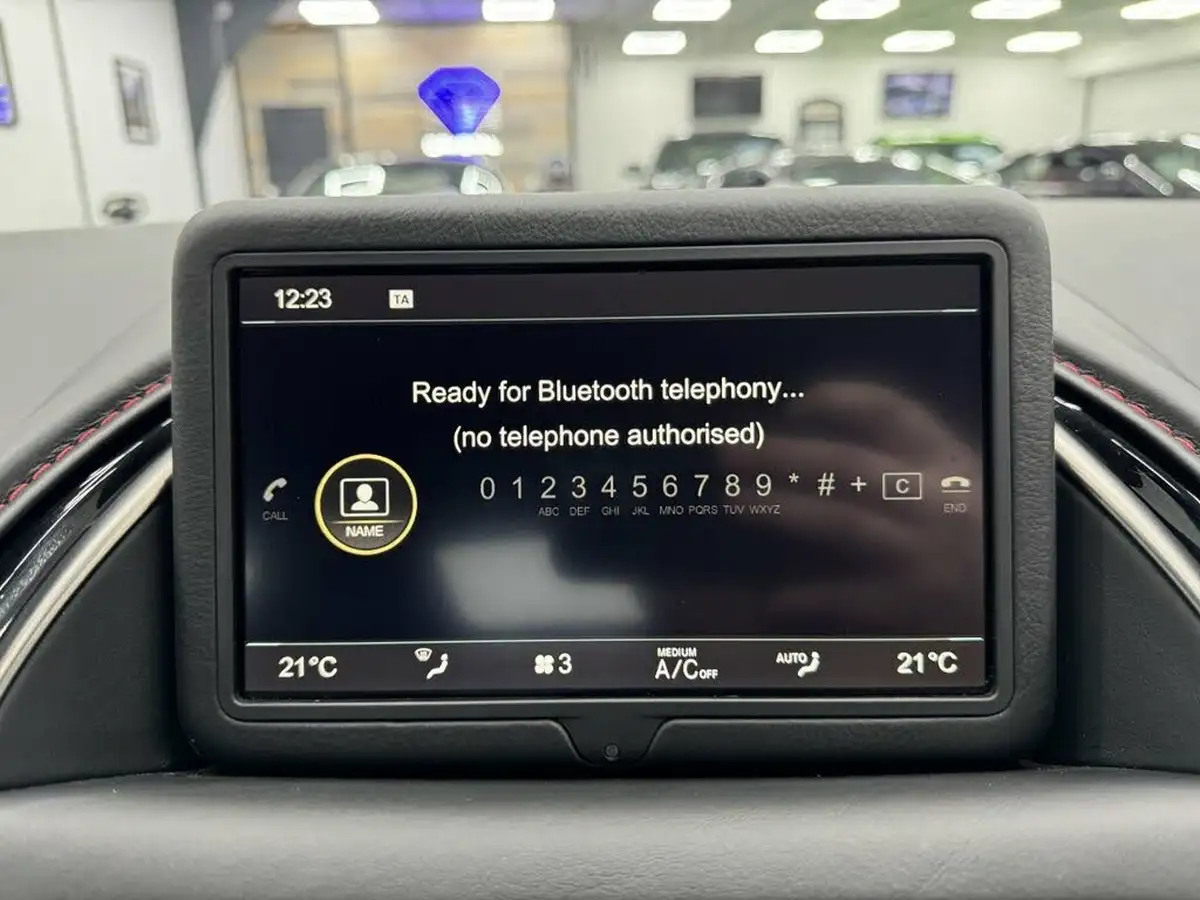 12:23 TA
Ready for Bluetooth telephony...
(no telephone authorised)
CALL
NAME
0 1 2 3 4 5 6 7 8 9 * # + C
ABC DEF GHI JKL MNO PQRS TUV WXYZ
END
21°C 3 MEDIUM A/C OFF AUTO 21°C